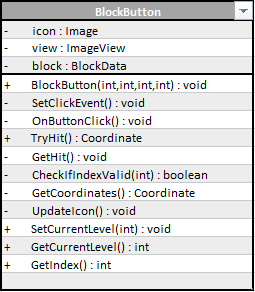 BlockButton
- icon : Image
- view : ImageView
- block : BlockData
+ BlockButton(int,int,int,int) : void
- SetClickEvent() : void
- OnButtonClick() : void
+ TryHit() : Coordinate
- GetHit() : void
- CheckIfIndexValid(int) : boolean
- GetCoordinates() : Coordinate
- UpdateIcon() : void
+ SetCurrentLevel(int) : void
+ GetCurrentLevel() : int
+ GetIndex() : int